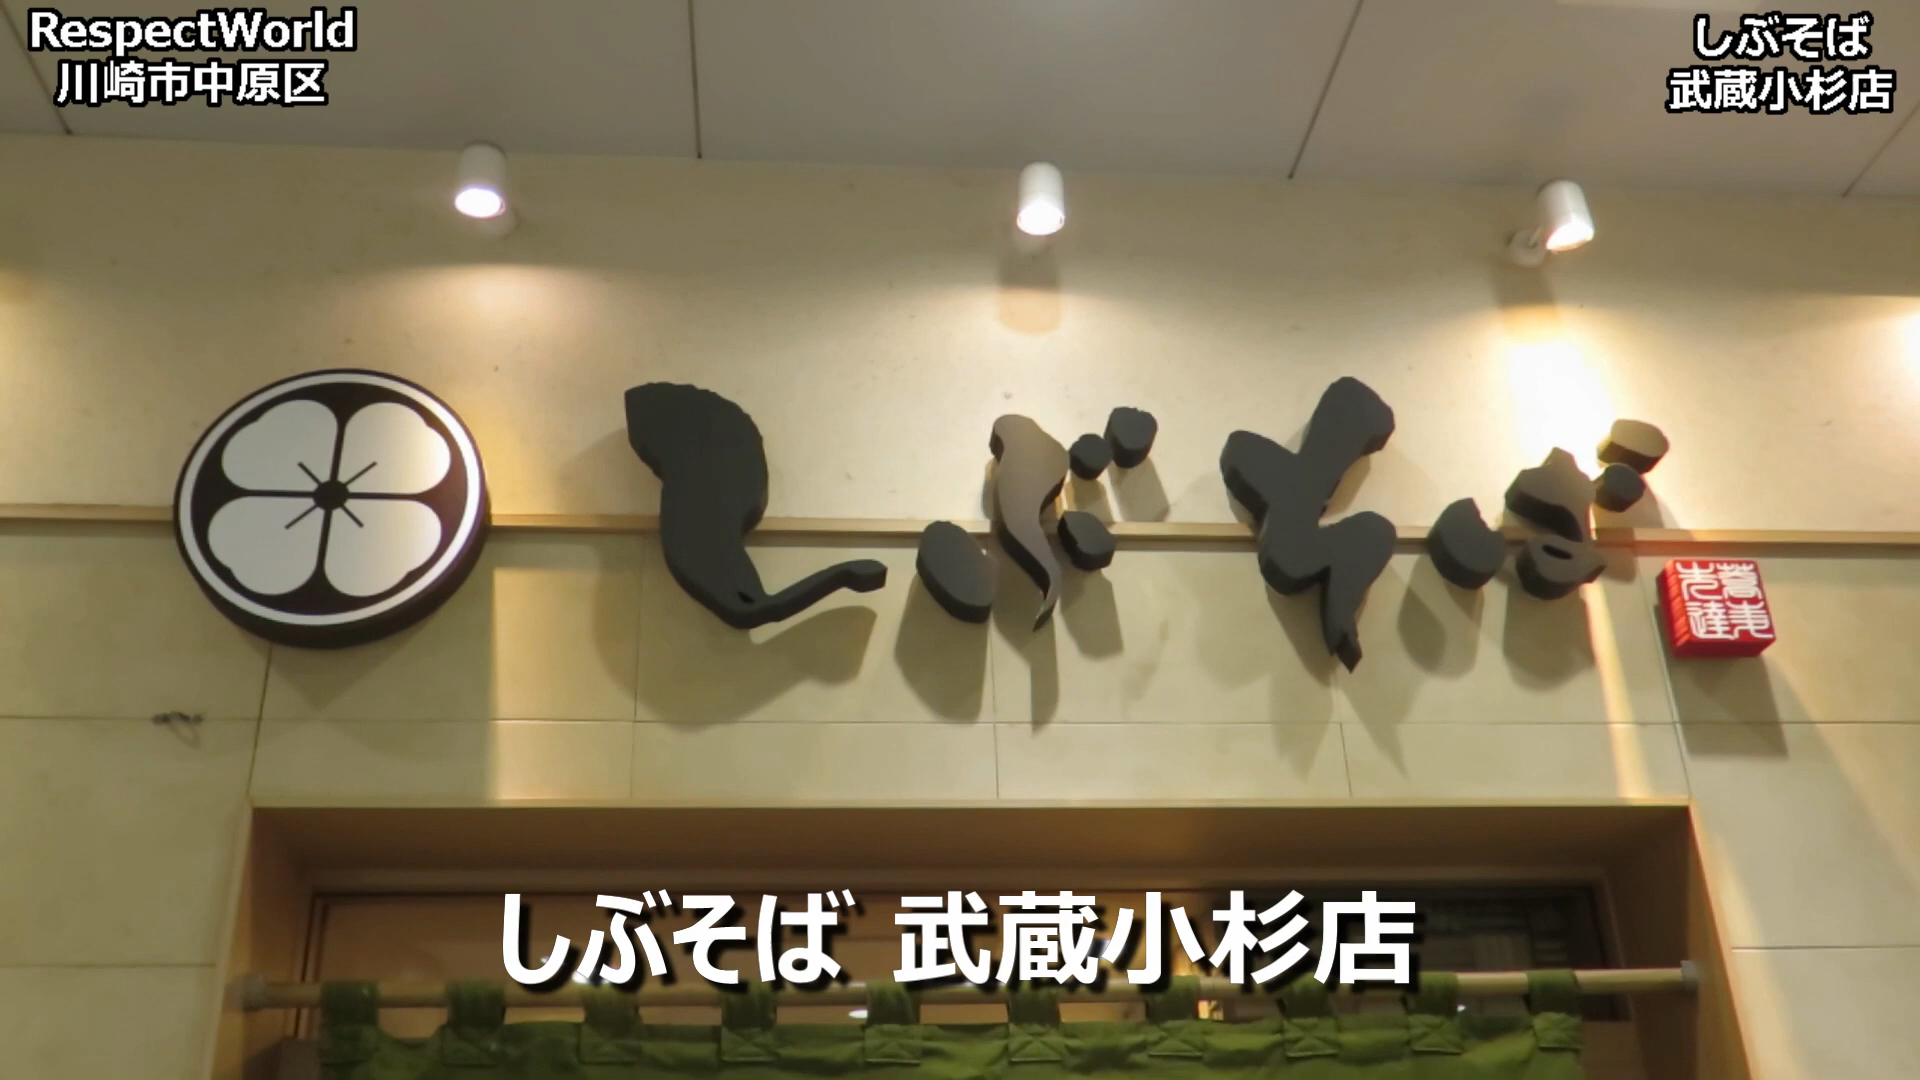 RespectWorld
川崎市中原区
しぶそば
武蔵小杉店
しぶそば
しぶそば 武蔵小杉店